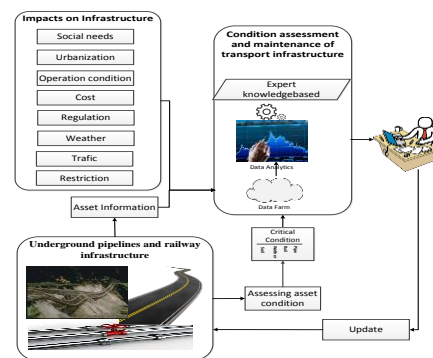 Impacts on Infrastructure
Social needs
Urbanization
Operation condition
Cost
Regulation
Weather
Trafic
Restriction
Asset Information
Condition assessment
and maintenance of
transport infrastructure
Expert
knowledgebased
Data Analytics
Data Farm
Critical
Condition
Underground pipelines and railway
infrastructure
Assessing asset
condition
Update